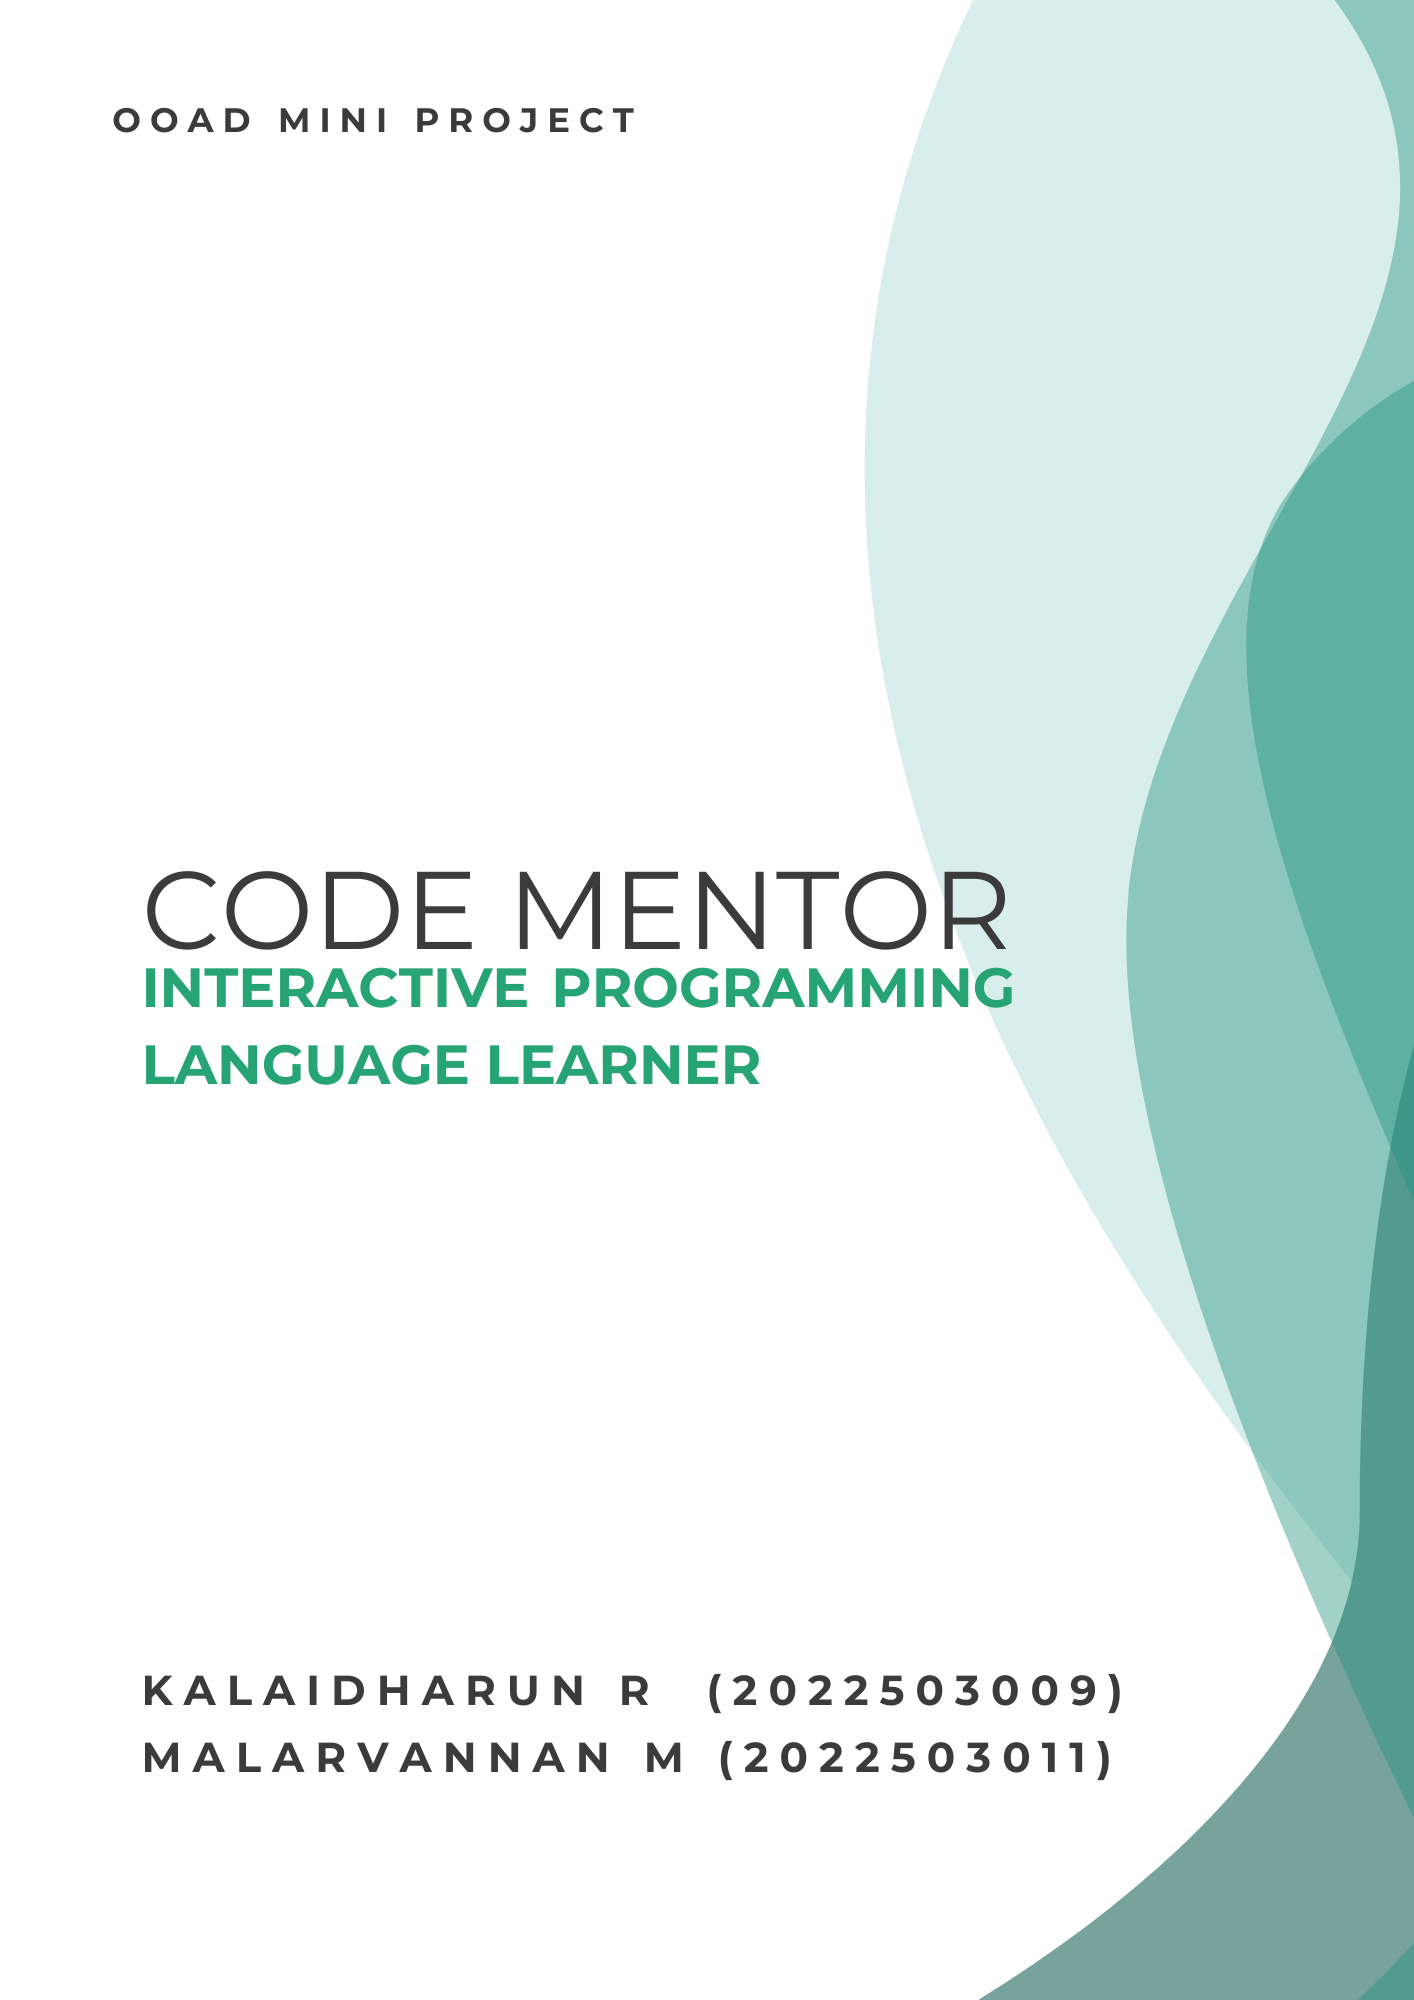 OOAD MINI PROJECT
CODE MENTOR
INTERACTIVE PROGRAMMING
LANGUAGE LEARNER
KALAIDHARUN R (2022503009)
MALARVANNAN M (2022503011)